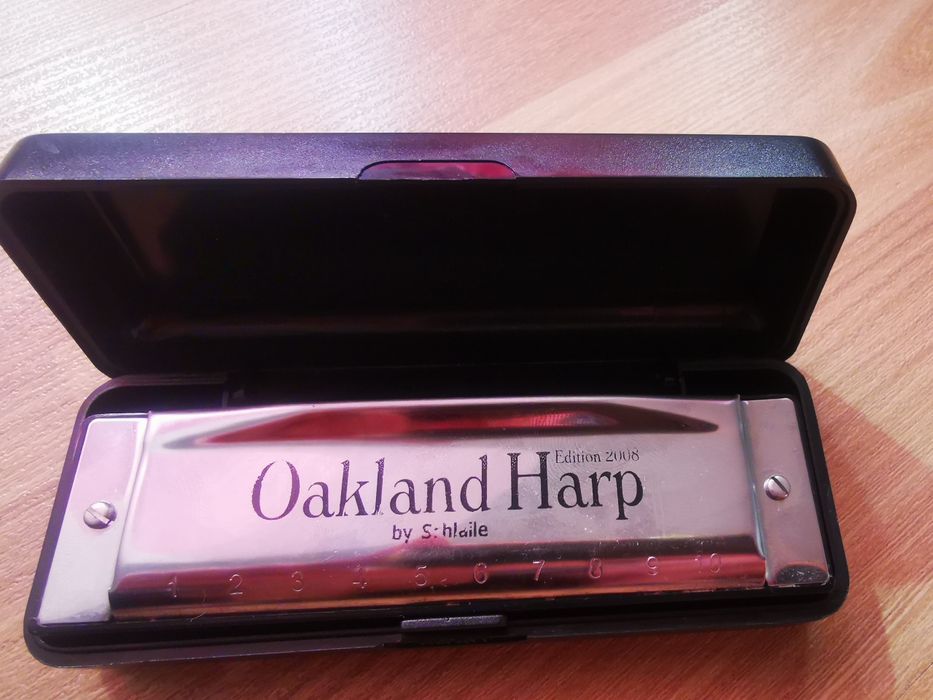 Edition 2008
Oakland Harp
by Schlaile
1 2 3 4 5 6 7 8 9 10